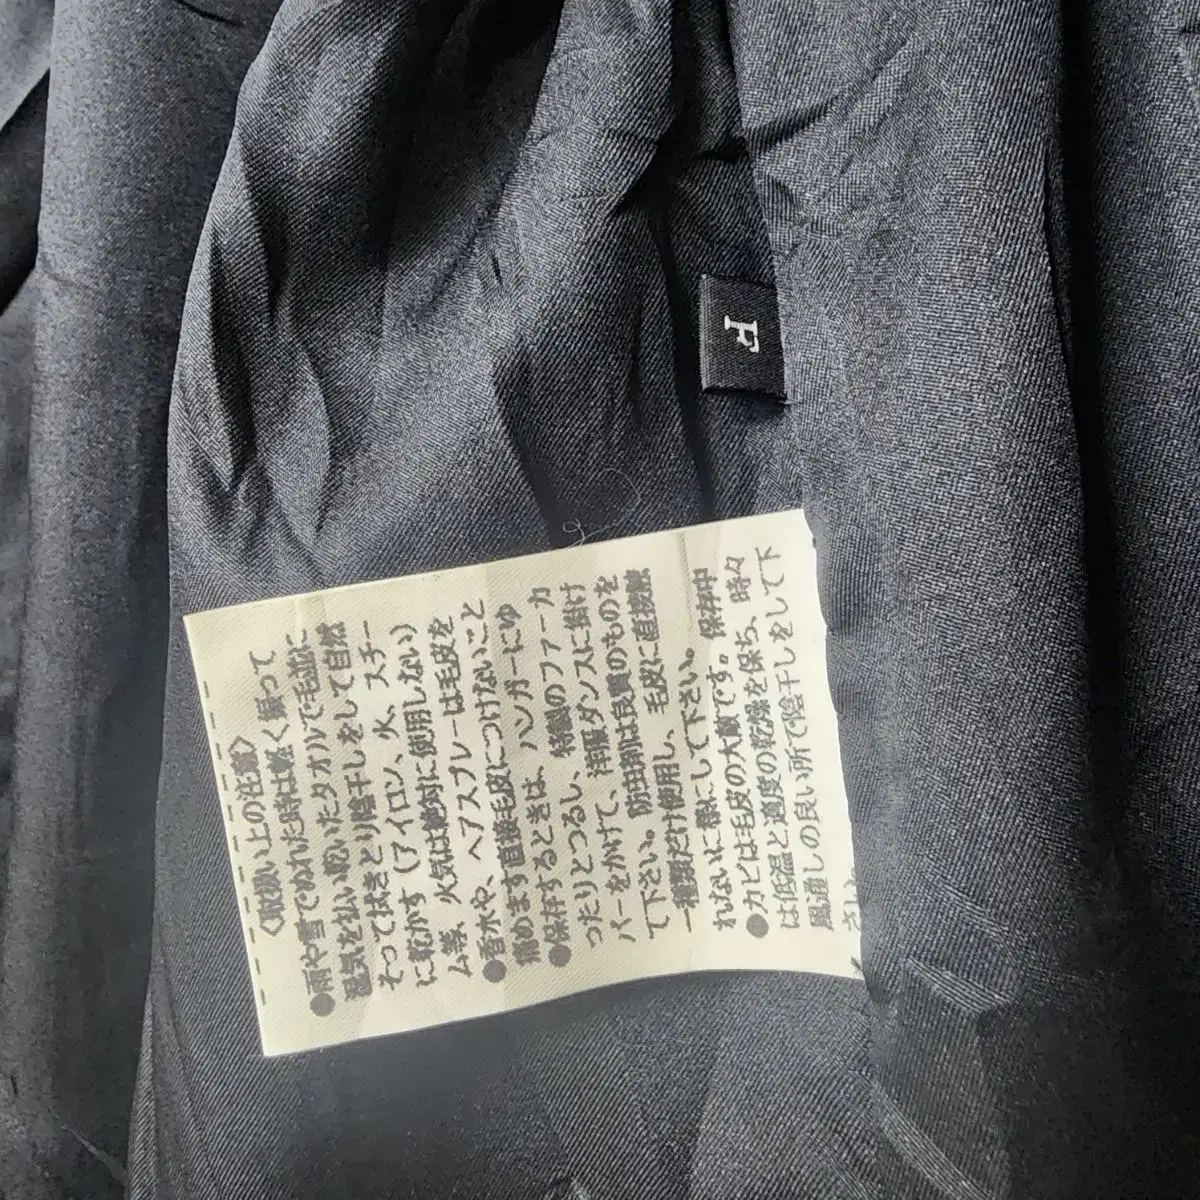 F
〈取扱い上の注意〉
●雨や雪でぬれた時は軽く振って
湿気を払い乾いたタオルで毛並に
そって拭きとり陰干しをして自然
に乾かす(アイロン、火、スチー
ム等、火気は絶対に使用しない)
●香水や、ヘアスプレーは毛皮を
痛めます直接毛皮につけないこと
●保存するときは、ハンガーにゆ
ったりとつるし、特製のファーカ
バーをかけて、洋服ダンスに掛け
て下さい。防虫剤は良質のものを
一種類だけ使用し、毛皮に直接触
れないに様にして下さい。保存中
●カビは毛皮の大敵です。
は低温と適度の乾燥を保ち、時々
風通しの良い所で陰干しをして下
さい。